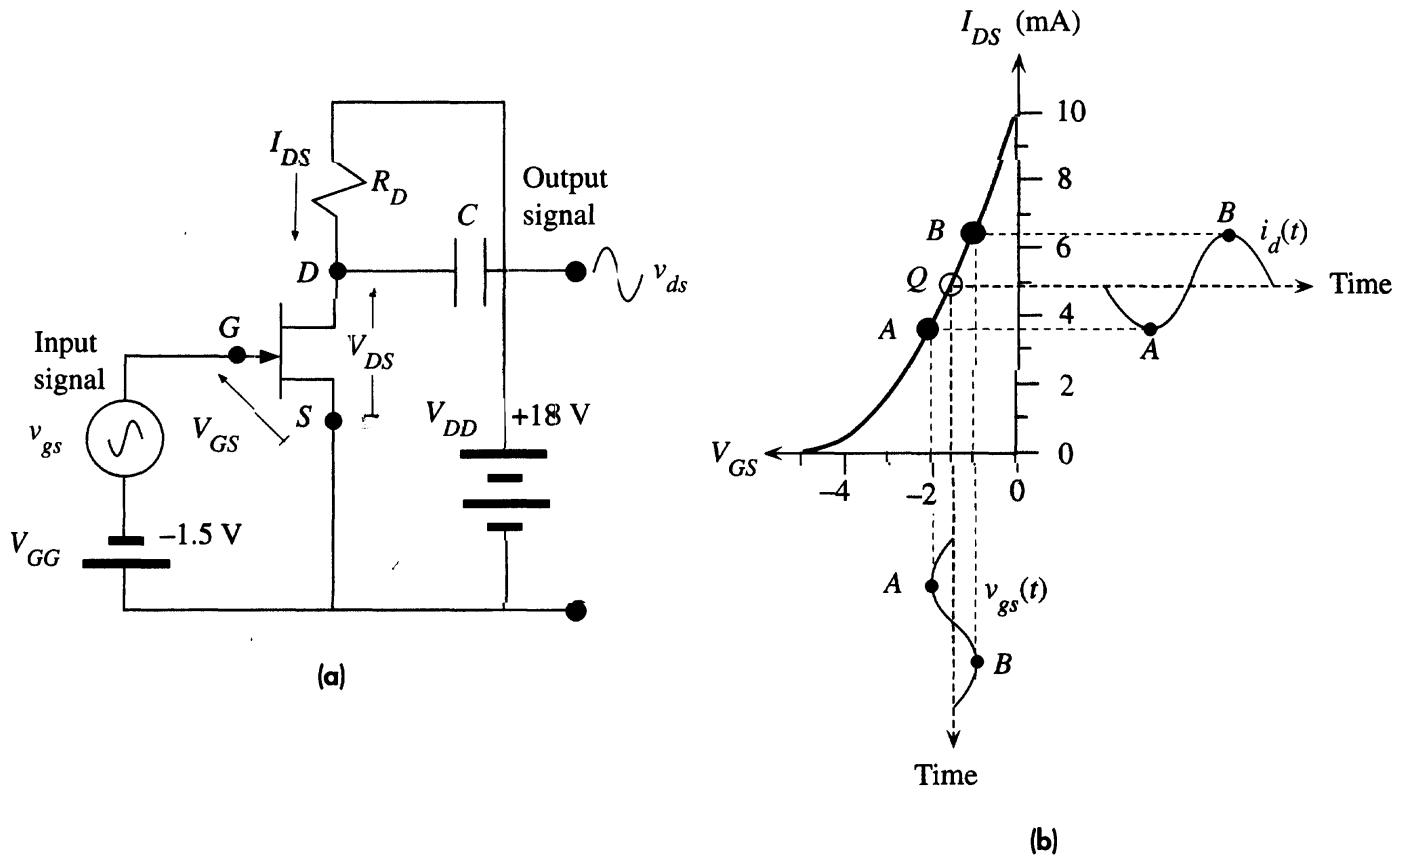 I_DS
R_D
Output
signal
C
D
v_ds
G
Input
signal
V_DS
S
V_GS
v_gs
V_DD
+18 V
V_GG
−1.5 V
(a)
I_DS (mA)
10
8
B
B
i_d(t)
6
Q
Time
4
A
A
2
V_GS
0
−4
−2
0
A
v_gs(t)
B
Time
(b)